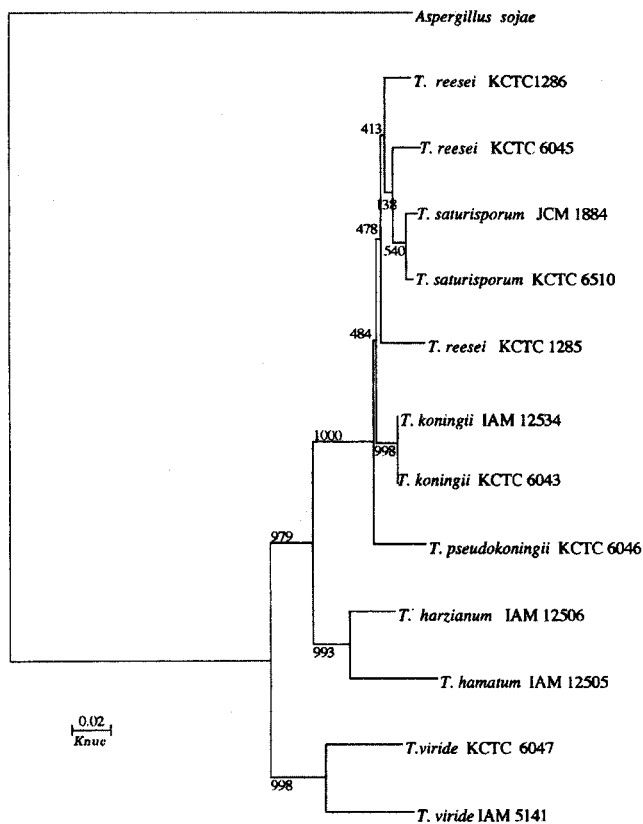 Aspergillus sojae
T. reesei KCTC1286
413
T. reesei KCTC 6045
138
T. saturisporum JCM 1884
478
540
T. saturisporum KCTC 6510
484
T. reesei KCTC 1285
T. koningii IAM 12534
1000
998
T. koningii KCTC 6043
979
T. pseudokoningii KCTC 6046
T. harzianum IAM 12506
993
T. hamatum IAM 12505
0.02
Knuc
T.viride KCTC 6047
998
T. viride IAM 5141